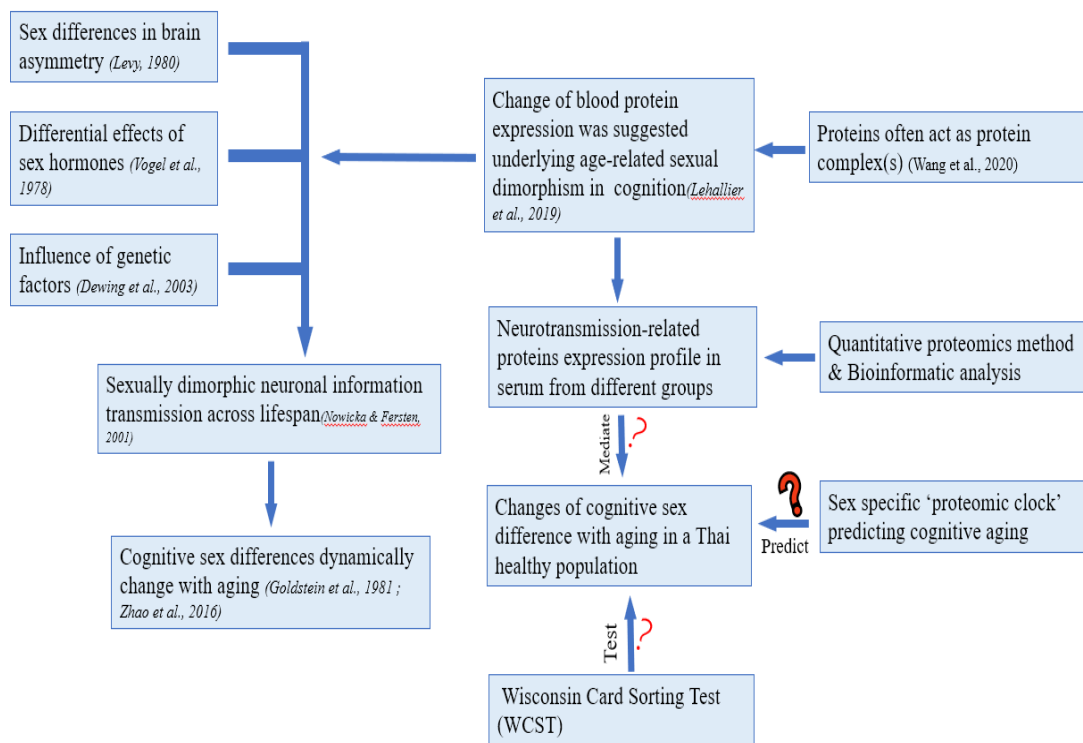 Sex differences in brain
asymmetry (Levy, 1980)
Differential effects of
sex hormones (Vogel et al.,
1978)
Influence of genetic
factors (Dewing et al., 2003)
Sexually dimorphic neuronal information
transmission across lifespan(Nowicka & Fersten,
2001)
Cognitive sex differences dynamically
change with aging (Goldstein et al., 1981 ;
Zhao et al., 2016)
Change of blood protein
expression was suggested
underlying age-related sexual
dimorphism in cognition(Lehallier
et al., 2019)
Proteins often act as protein
complex(s) (Wang et al., 2020)
Neurotransmission-related
proteins expression profile in
serum from different groups
Quantitative proteomics method
& Bioinformatic analysis
Mediate
?
Changes of cognitive sex
difference with aging in a Thai
healthy population
?
Predict
Sex specific ‘proteomic clock’
predicting cognitive aging
Test
?
Wisconsin Card Sorting Test
(WCST)